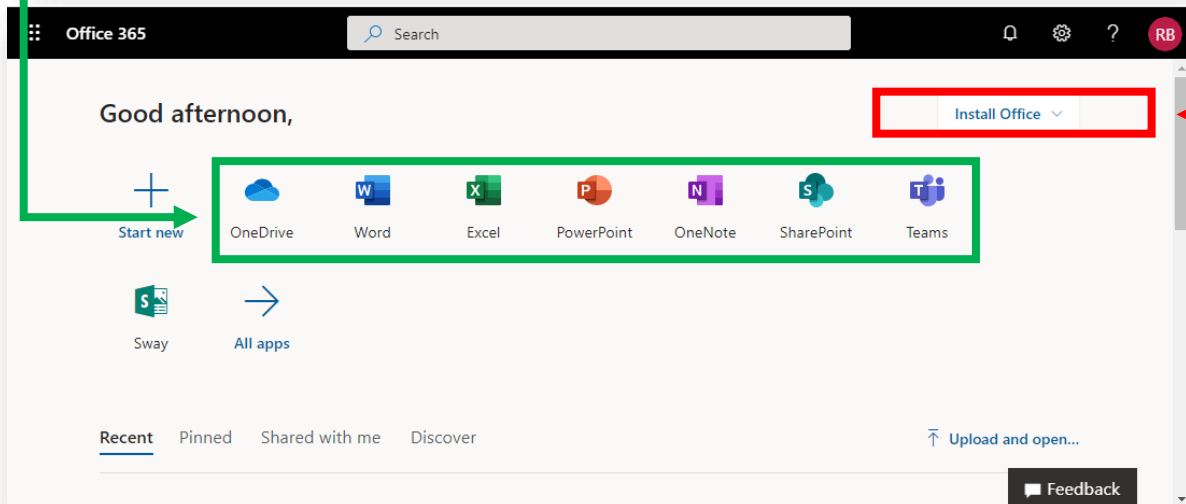 Office 365
Search
?
RB
Good afternoon,
Install Office
Start new
OneDrive
Word
Excel
PowerPoint
OneNote
SharePoint
Teams
Sway
All apps
Recent Pinned Shared with me Discover
Upload and open...
Feedback